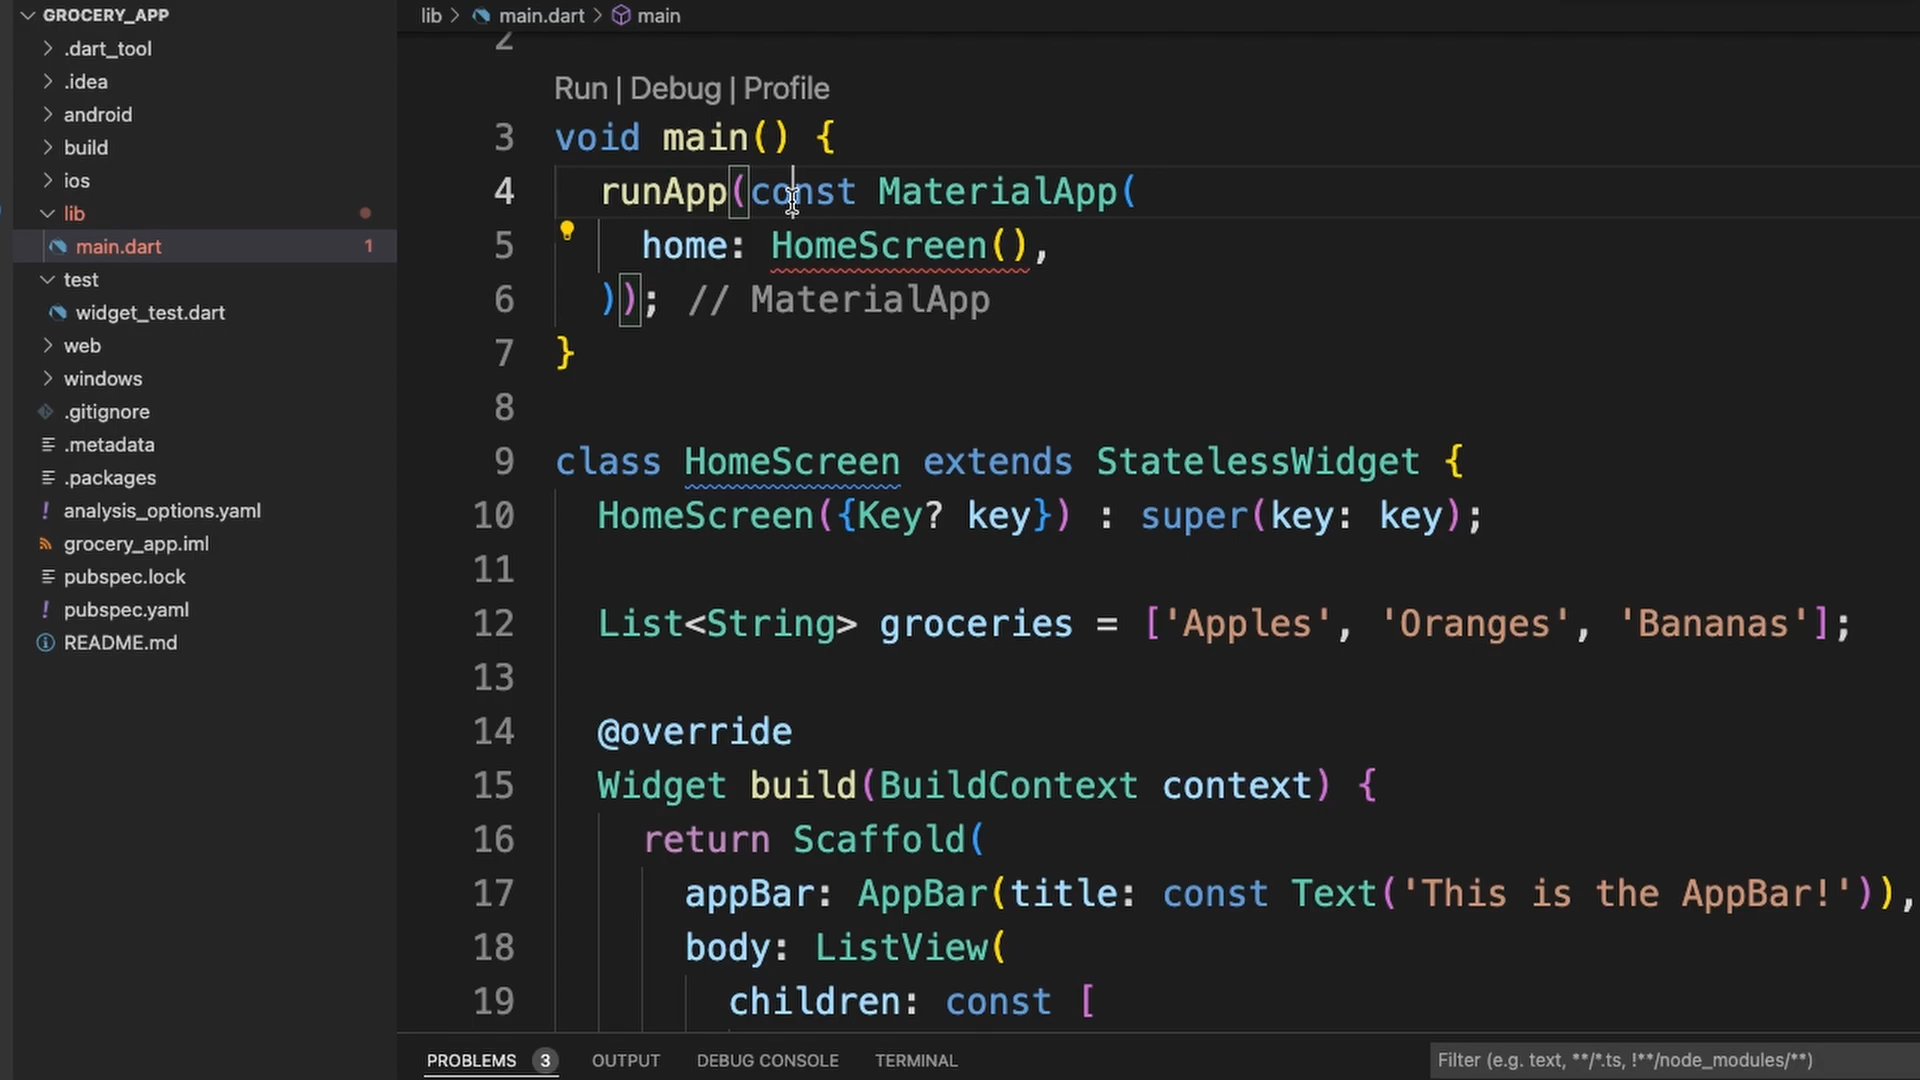 GROCERY_APP
.dart_tool
.idea
android
build
ios
lib
main.dart 1
test
widget_test.dart
web
windows
.gitignore
.metadata
.packages
! analysis_options.yaml
grocery_app.iml
pubspec.lock
! pubspec.yaml
README.md
lib > main.dart > main
2
Run | Debug | Profile
3 void main() {
4 runApp(const MaterialApp(
5 home: HomeScreen(),
6 )); // MaterialApp
7 }
8
9 class HomeScreen extends StatelessWidget {
10 HomeScreen({Key? key}) : super(key: key);
11
12 List<String> groceries = ['Apples', 'Oranges', 'Bananas'];
13
14 @override
15 Widget build(BuildContext context) {
16 return Scaffold(
17 appBar: AppBar(title: const Text('This is the AppBar!')),
18 body: ListView(
19 children: const [
PROBLEMS 3 OUTPUT DEBUG CONSOLE TERMINAL Filter (e.g. text, **/*.ts, !**/node_modules/**)